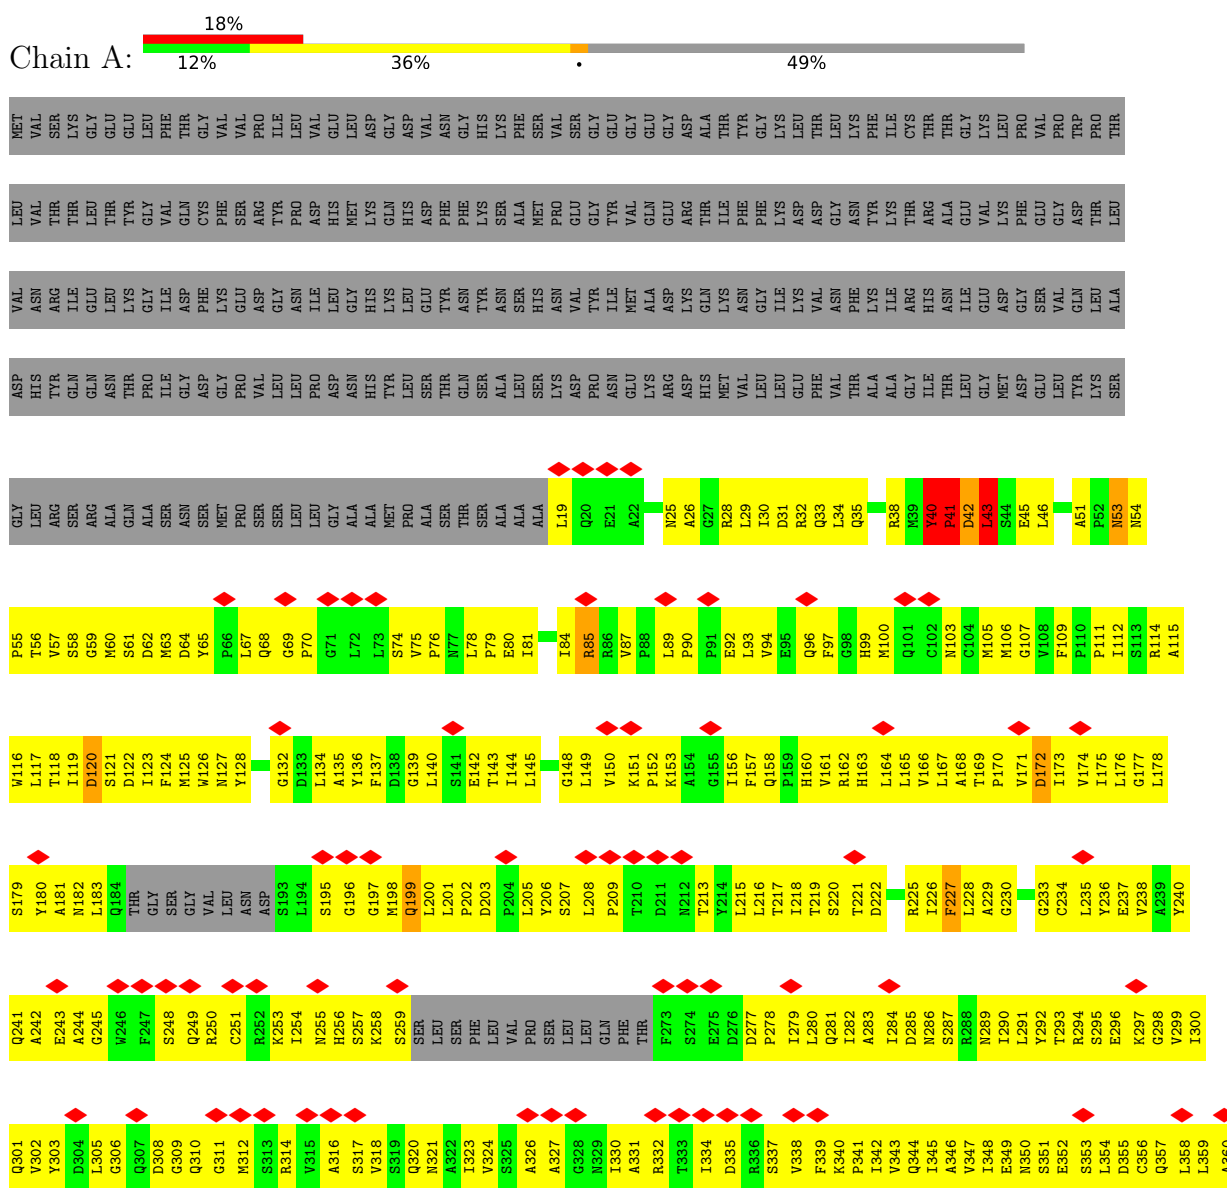 Chain A: 18% 12% 36% • 49%
MET VAL SER LYS GLY GLU GLU LEU PHE THR GLY VAL VAL PRO ILE LEU VAL GLU LEU ASP GLY ASP VAL ASN GLY HIS LYS PHE SER VAL SER GLY GLU GLY GLU GLY ASP ALA THR TYR GLY LYS LEU THR LEU LYS PHE ILE CYS THR THR GLY LYS LEU PRO VAL PRO TRP PRO THR
LEU VAL THR THR LEU THR TYR GLY VAL GLN CYS PHE SER ARG TYR PRO ASP HIS MET LYS GLN HIS ASP PHE PHE LYS SER ALA MET PRO GLU GLY TYR VAL GLN GLU ARG THR ILE PHE PHE LYS ASP ASP GLY ASN TYR LYS THR ARG ALA GLU VAL LYS PHE GLU GLY ASP THR LEU
VAL ASN ARG ILE GLU LEU LYS GLY ILE ASP PHE LYS GLU ASP GLY ASN ILE LEU GLY HIS LYS LEU GLU TYR ASN TYR ASN SER HIS ASN VAL TYR ILE MET ALA ASP LYS GLN LYS ASN GLY ILE LYS VAL ASN PHE LYS ILE ARG HIS ASN ILE GLU ASP GLY SER VAL GLN LEU ALA
ASP HIS TYR GLN GLN ASN THR PRO ILE GLY ASP GLY PRO VAL LEU LEU PRO ASP ASN HIS TYR LEU SER THR GLN SER ALA LEU SER LYS ASP PRO ASN GLU LYS ARG ASP HIS MET VAL LEU LEU GLU PHE VAL THR ALA ALA GLY ILE THR LEU GLY MET ASP GLU LEU TYR LYS SER
GLY LEU ARG SER ARG ALA GLN ALA SER ASN SER MET PRO SER SER LEU LEU GLY ALA ALA MET PRO ALA SER THR SER ALA ALA ALA L19 Q20 E21 A22 N25 A26 G27 R28 L29 I30 D31 R32 Q33 L34 Q35 R38 M39 Y40 P41 D42 L43 S44 E45 L46 A51 P52 N53 N54
P55 T56 V57 S58 G59 M60 S61 D62 M63 D64 Y65 P66 L67 Q68 G69 P70 G71 L72 L73 S74 V75 P76 N77 L78 P79 E80 I81 I84 R85 R86 V87 P88 L89 P90 P91 E92 L93 V94 E95 Q96 F97 G98 H99 M100 Q101 C102 N103 C104 M105 M106 G107 V108 F109 P110 P111 I112 S113 R114 A115
W116 L117 T118 I119 D120 S121 D122 I123 F124 M125 W126 N127 Y128 G132 D133 L134 A135 Y136 F137 D138 G139 L140 S141 E142 T143 I144 L145 G148 L149 V150 K151 P152 K153 A154 G155 I156 F157 Q158 P159 H160 V161 R162 H163 L164 L165 V166 L167 A168 T169 P170 V171 D172 I173 V174 I175 L176 G177 L178
S179 Y180 A181 N182 L183 Q184 THR GLY SER GLY VAL LEU ASN ASP S193 L194 S195 G196 G197 M198 Q199 L200 L201 P202 D203 P204 L205 Y206 S207 L208 P209 T210 D211 N212 T213 Y214 L215 L216 T217 I218 T219 S220 T221 D222 R225 I226 F227 L228 A229 G230 G233 C234 L235 Y236 E237 V238 A239 Y240
Q241 A242 E243 A244 G245 W246 F247 S248 Q249 R250 C251 R252 K253 I254 N255 H256 S257 K258 S259 SER LEU SER PHE LEU VAL PRO SER LEU LEU GLN PHE THR F273 S274 E275 D276 D277 P278 I279 L280 Q281 I282 A283 I284 D285 N286 S287 R288 N289 I290 L291 Y292 T293 R294 S295 E296 K297 G298 V299 I300
Q301 V302 Y303 D304 L305 G306 Q307 D308 G309 Q310 G311 M312 S313 R314 V315 A316 S317 V318 S319 Q320 N321 A322 I323 V324 S325 A326 A327 G328 N329 I330 A331 R332 T333 I334 D335 R336 S337 V338 F339 K340 P341 I342 V343 Q344 I345 A346 V347 I348 E349 N350 S351 E352 S353 L354 D355 C356 Q357 L358 L359 A360